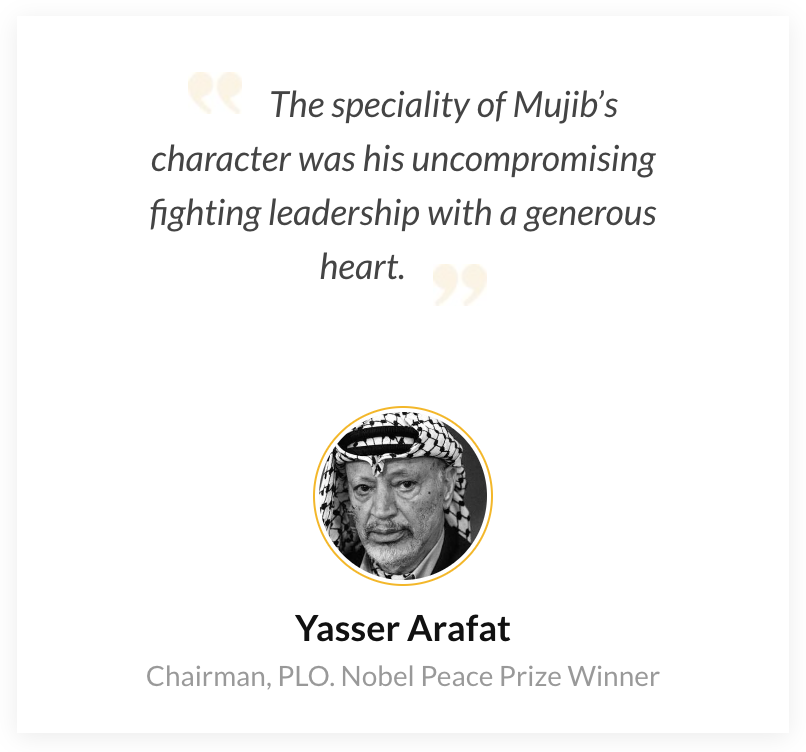 “ The speciality of Mujib’s
character was his uncompromising
fighting leadership with a generous
heart. ”
Yasser Arafat
Chairman, PLO. Nobel Peace Prize Winner